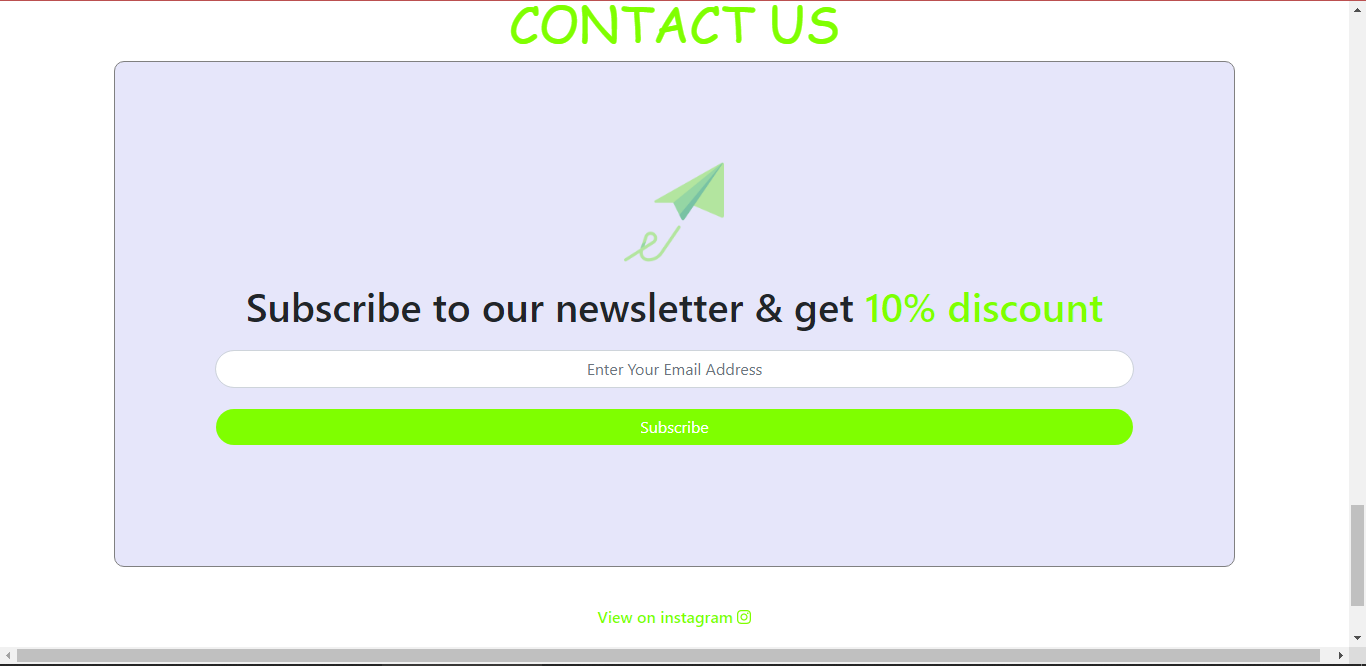 CONTACT US
Subscribe to our newsletter & get 10% discount
Enter Your Email Address
Subscribe
View on instagram